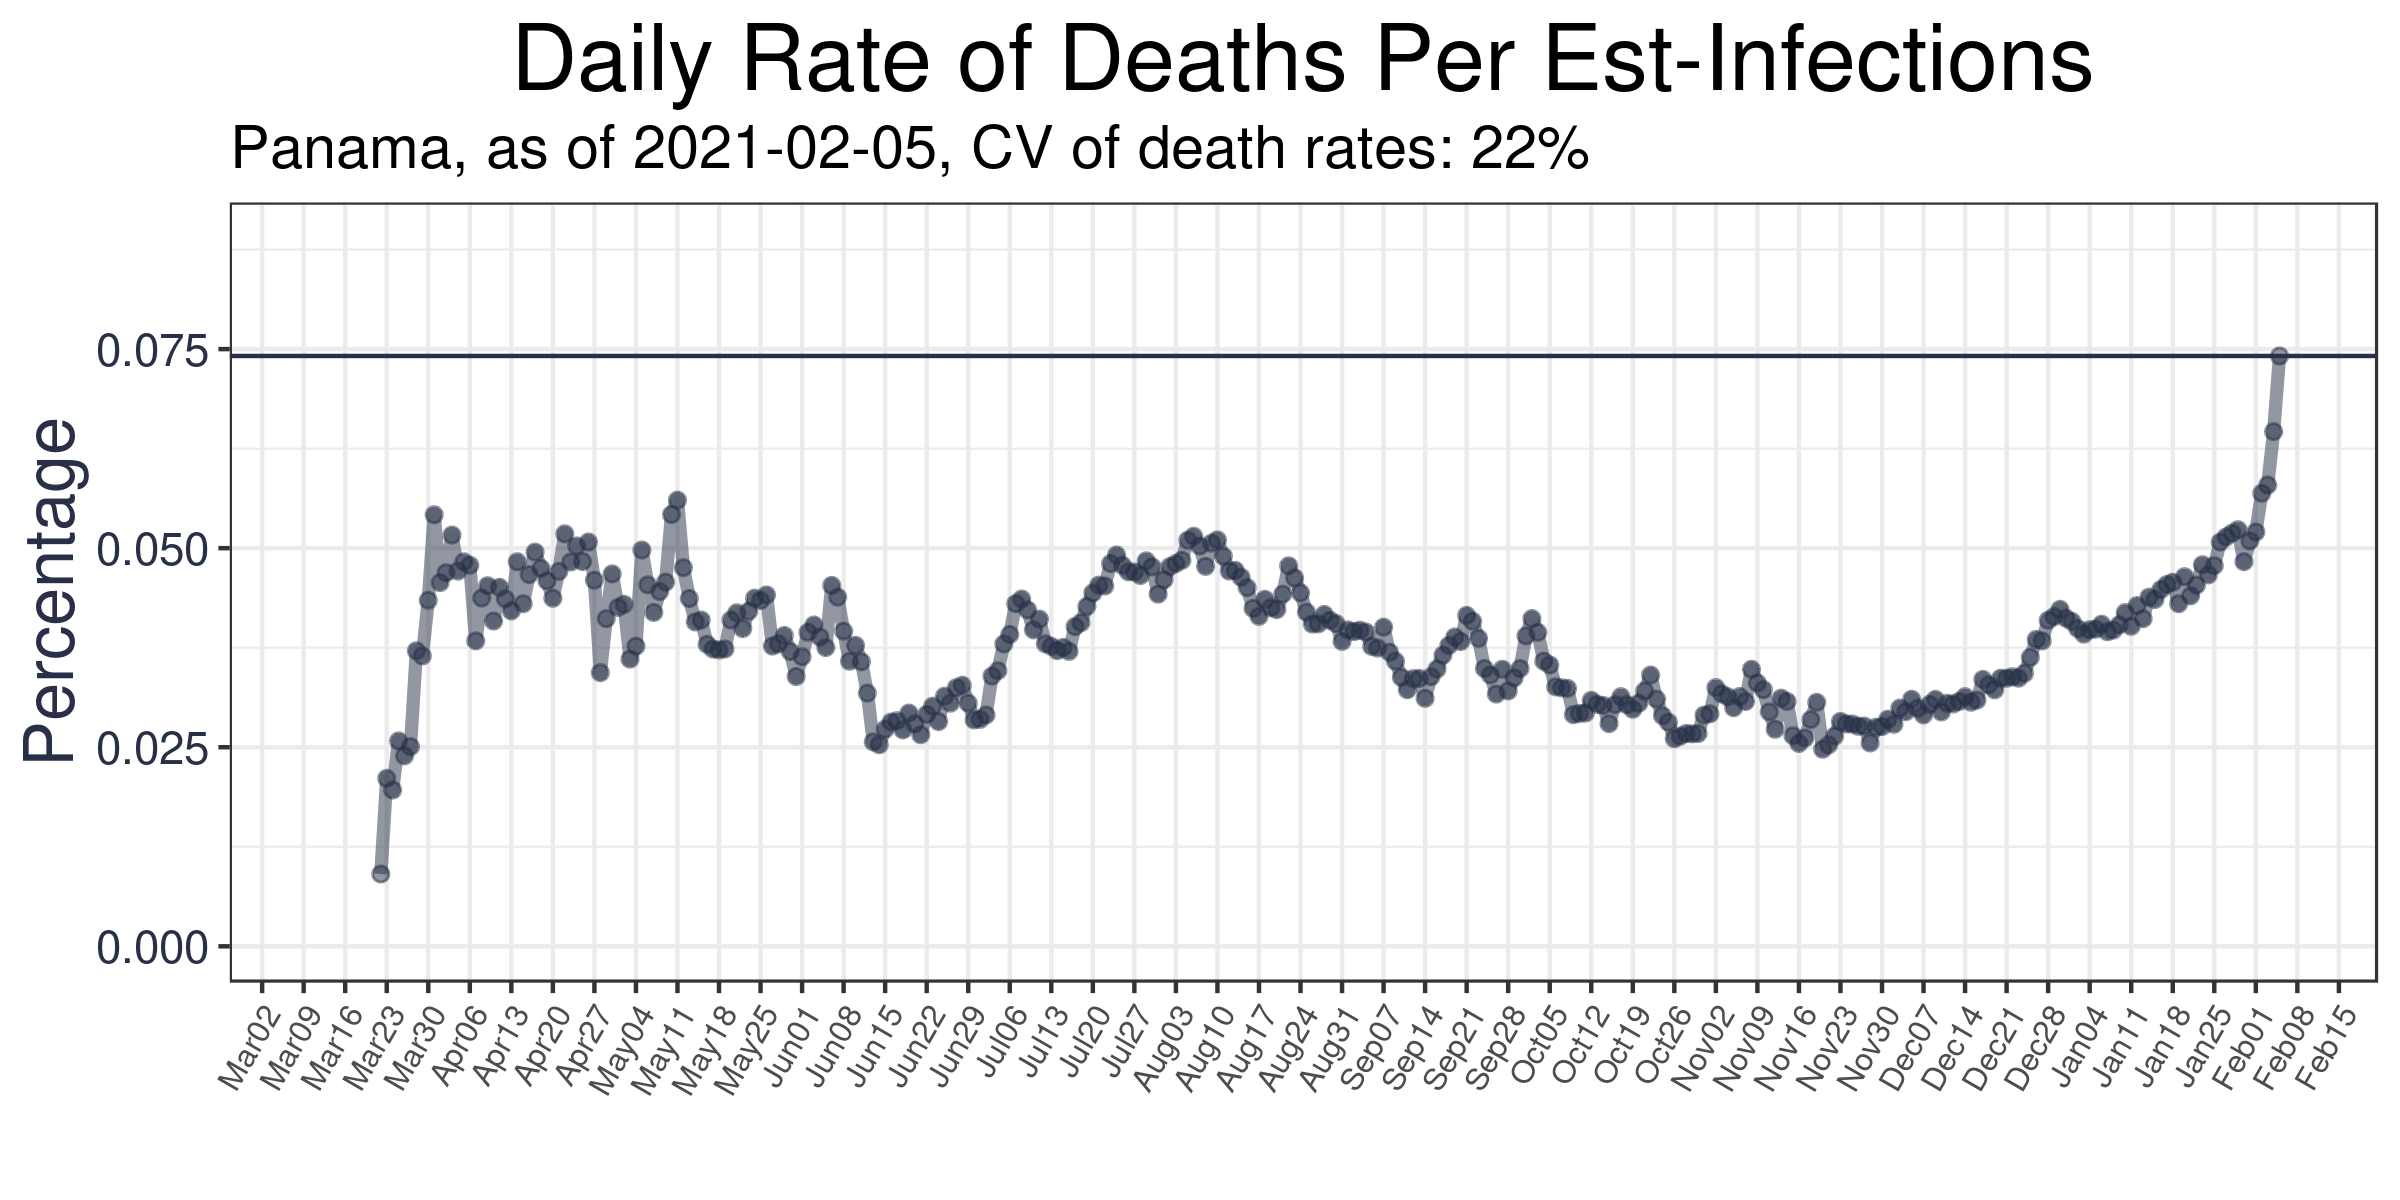 Daily Rate of Deaths Per Est-Infections
Panama, as of 2021-02-05, CV of death rates: 22%
Percentage
0.075
0.050
0.025
0.000
Mar02
Mar09
Mar16
Mar23
Mar30
Apr06
Apr13
Apr20
Apr27
May04
May11
May18
May25
Jun01
Jun08
Jun15
Jun22
Jun29
Jul06
Jul13
Jul20
Jul27
Aug03
Aug10
Aug17
Aug24
Aug31
Sep07
Sep14
Sep21
Sep28
Oct05
Oct12
Oct19
Oct26
Nov02
Nov09
Nov16
Nov23
Nov30
Dec07
Dec14
Dec21
Dec28
Jan04
Jan11
Jan18
Jan25
Feb01
Feb08
Feb15